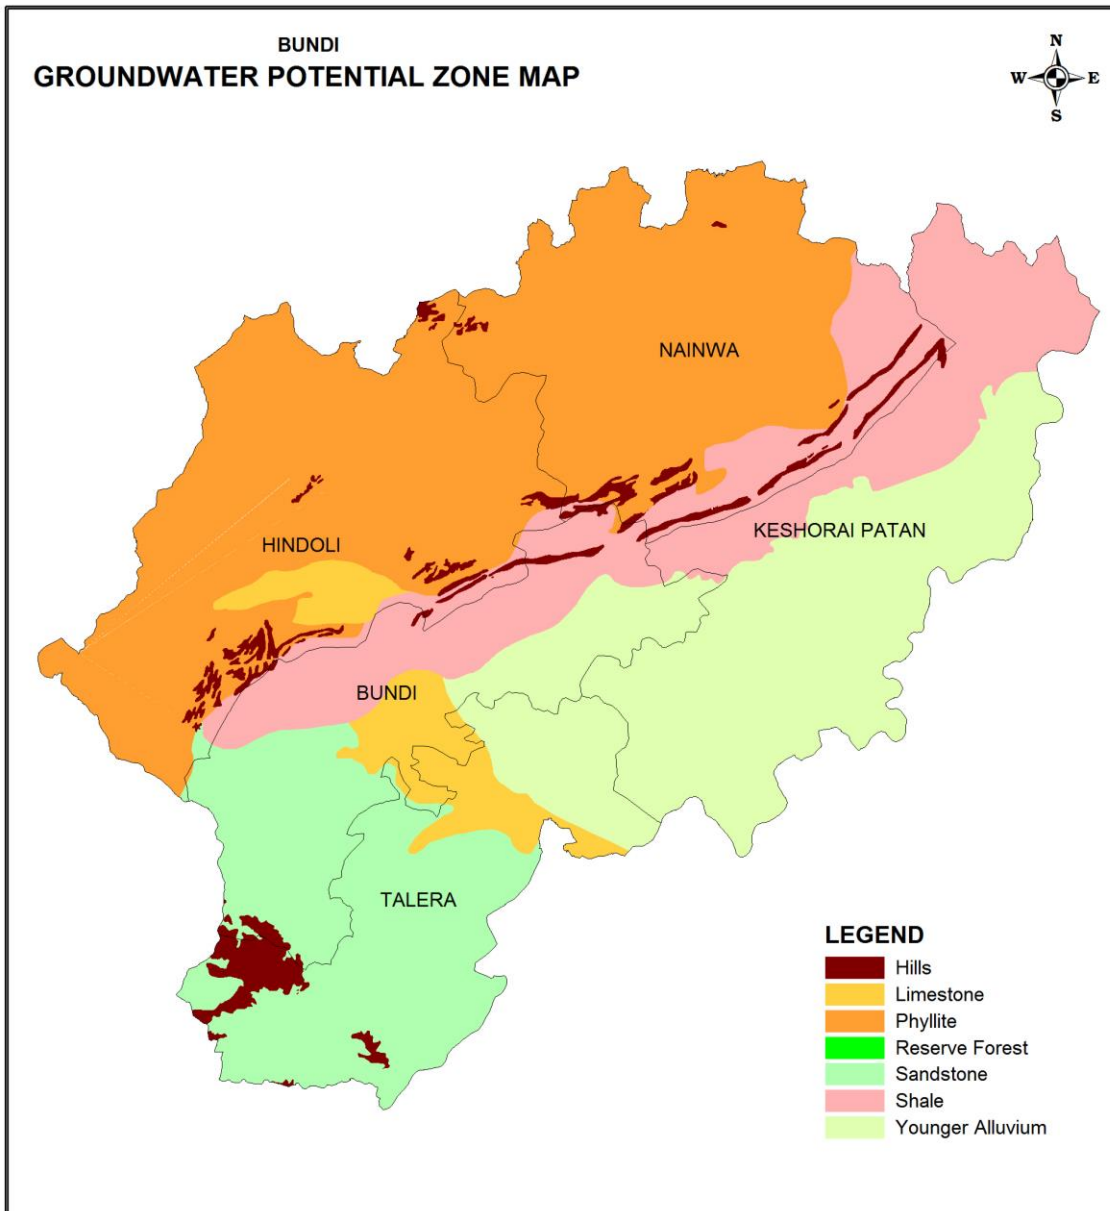 BUNDI
GROUNDWATER POTENTIAL ZONE MAP
N
W E
S
NAINWA
KESHORAI PATAN
HINDOLI
BUNDI
TALERA
LEGEND
Hills
Limestone
Phyllite
Reserve Forest
Sandstone
Shale
Younger Alluvium